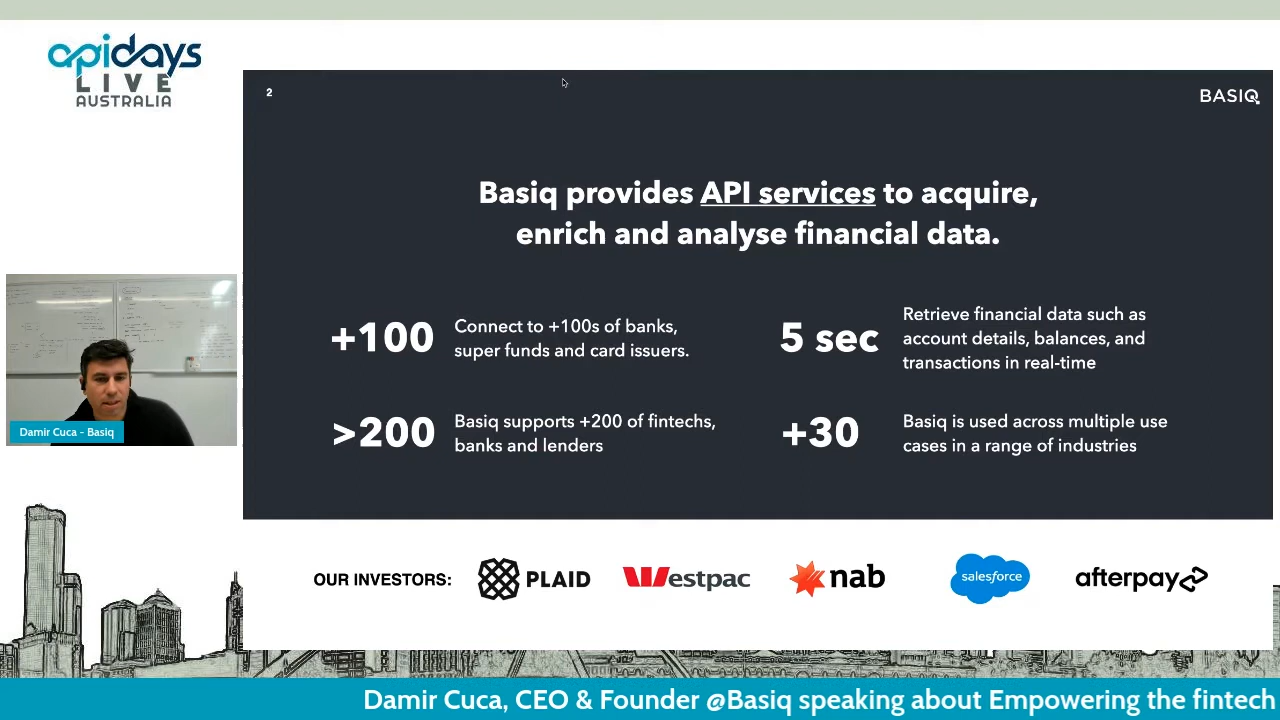 apidays
LIVE
AUSTRALIA
2
BASIQ
Basiq provides API services to acquire,
enrich and analyse financial data.
+100
Connect to +100s of banks,
super funds and card issuers.
5 sec
Retrieve financial data such as
account details, balances, and
transactions in real-time
>200
Basiq supports +200 of fintechs,
banks and lenders
+30
Basiq is used across multiple use
cases in a range of industries
Damir Cuca - Basiq
OUR INVESTORS:
PLAID
Westpac
nab
salesforce
afterpay
Damir Cuca, CEO & Founder @Basiq speaking about Empowering the fintech